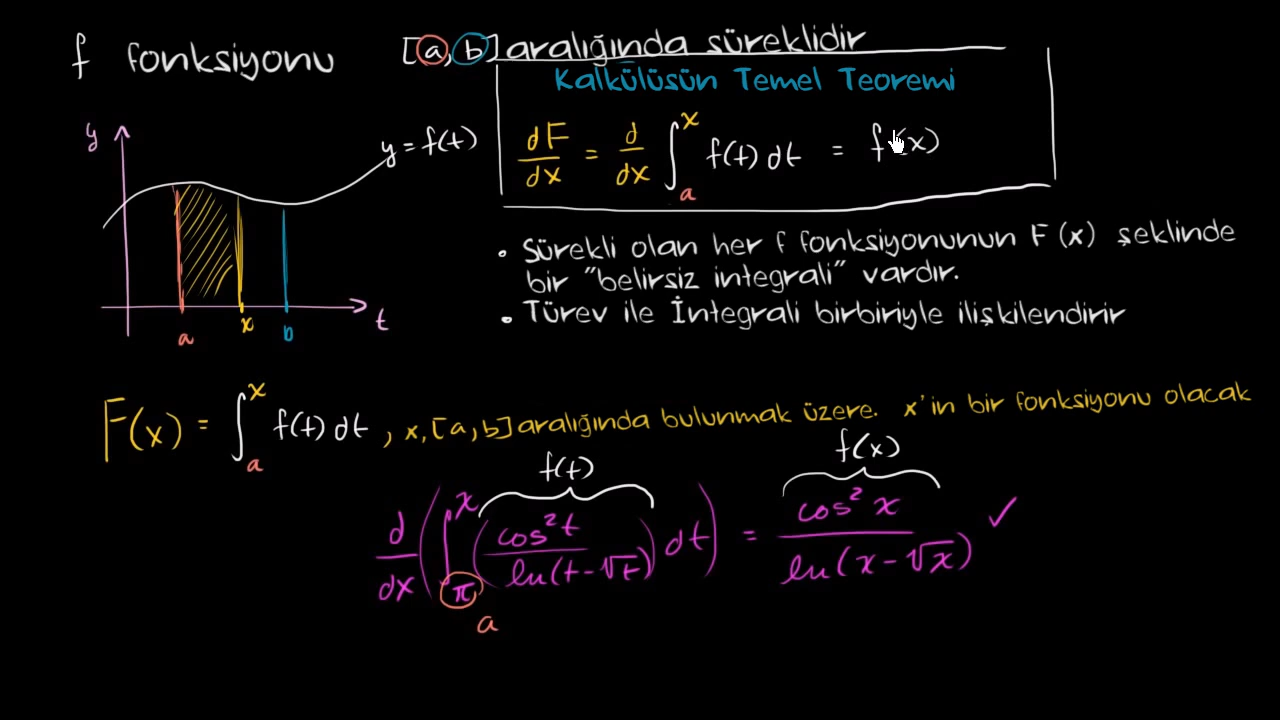 f fonksiyonu [a, b] aralığında süreklidir
Kalkülüsün Temel Teoremi
dF/dx = d/dx ∫_a^x f(t) dt = f(x)
y
y = f(t)
a x b t
• Sürekli olan her f fonksiyonunun F(x) şeklinde
bir "belirsiz integrali" vardır.
• Türev ile İntegrali birbiriyle ilişkilendirir
F(x) = ∫_a^x f(t) dt , x, [a, b] aralığında bulunmak üzere. x'in bir fonksiyonu olacak
f(t) f(x)
d/dx (∫_π^x (cos²t / ln(t-√t)) dt) = cos²x / ln(x-√x) ✓
a